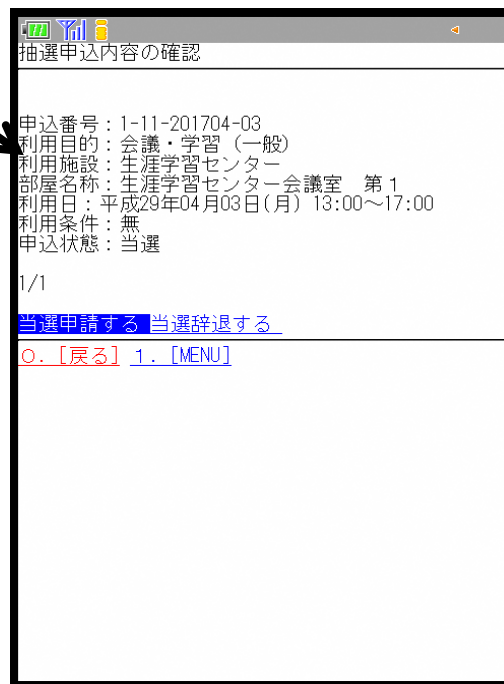 抽選申込内容の確認
申込番号：1-11-201704-03
利用目的：会議・学習（一般）
利用施設：生涯学習センター
部屋名称：生涯学習センター会議室　第１
利用日：平成29年04月03日(月) 13:00～17:00
利用条件：無
申込状態：当選
1/1
当選申請する 当選辞退する
０. [戻る] １. [MENU]